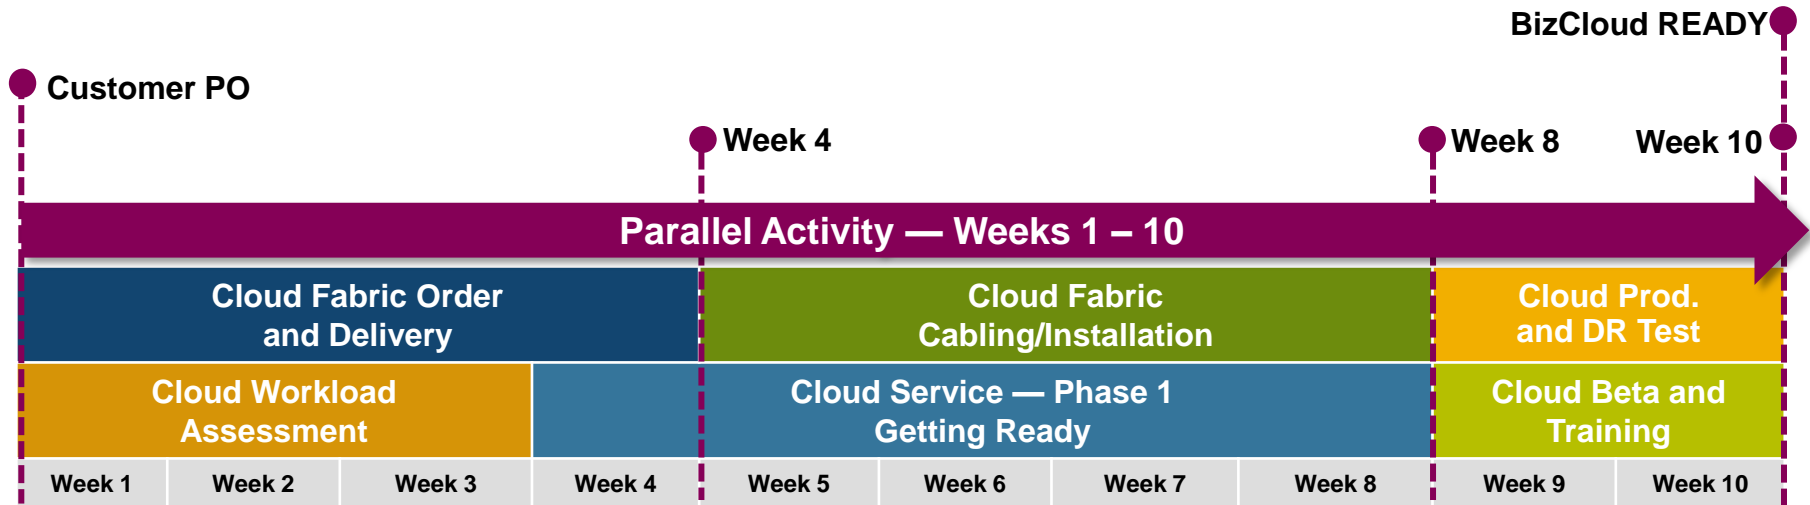 BizCloud READY
Customer PO
Week 4
Week 8
Week 10
Parallel Activity — Weeks 1 – 10
Cloud Fabric Order
and Delivery
Cloud Fabric
Cabling/Installation
Cloud Prod.
and DR Test
Cloud Workload
Assessment
Cloud Service — Phase 1
Getting Ready
Cloud Beta and
Training
Week 1
Week 2
Week 3
Week 4
Week 5
Week 6
Week 7
Week 8
Week 9
Week 10